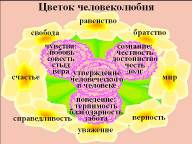 Цветок человеколюбия
равенство
свобода
братство
чувства:
любовь
совесть
стыд
вера
сознание:
честность
достоинство
честь
долг
счастье
утверждение
человеческого
в человеке
мир
поведение:
терпимость
благодарность
забота
справедливость
верность
уважение